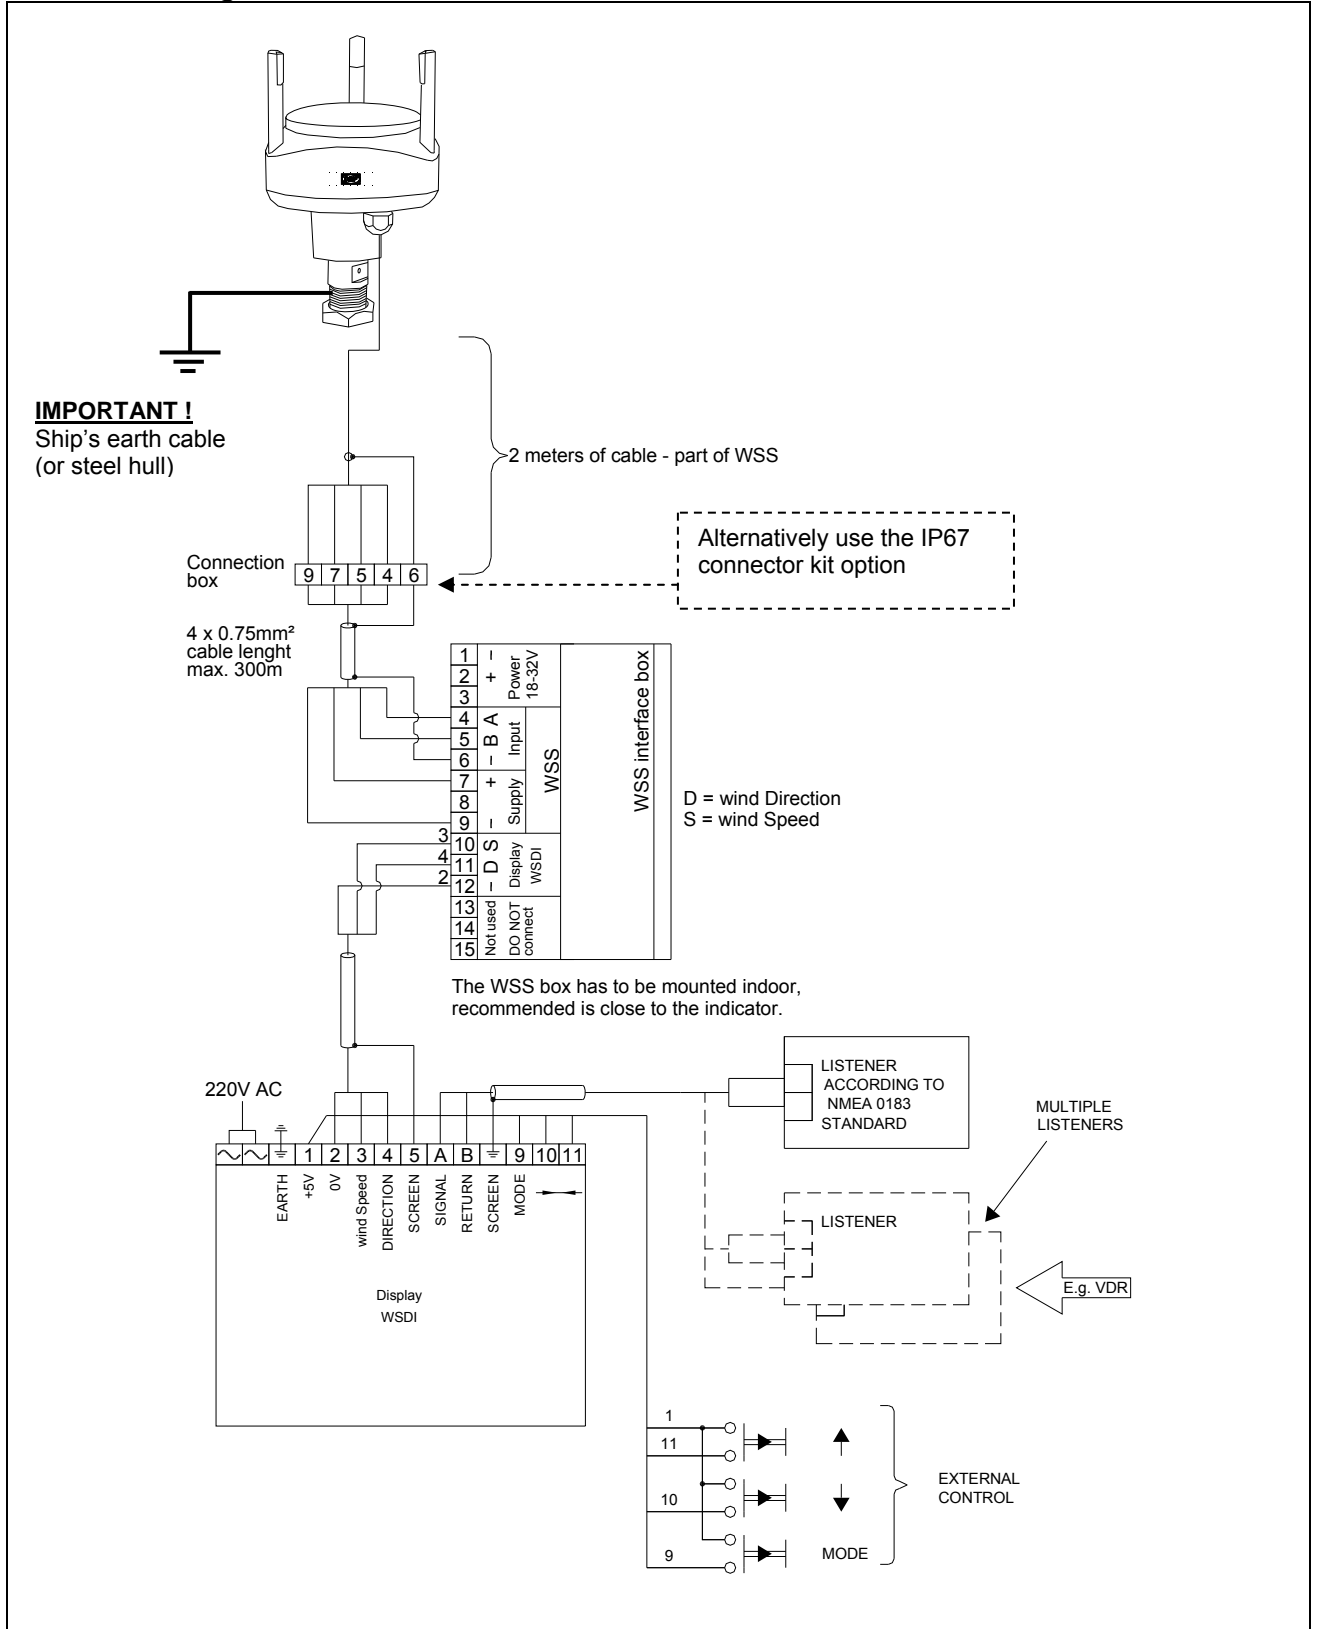 IMPORTANT !
Ship's earth cable
(or steel hull)
2 meters of cable - part of WSS
Alternatively use the IP67
connector kit option
Connection
box
9 7 5 4 6
4 x 0.75mm²
cable lenght
max. 300m
1 –
2 +
3
Power
18-32V
4 A
5 B
6 –
Input
7 +
8
9 –
Supply
WSS
3 10 S
4 11 D
2 12 –
Display
WSDI
13
14
15
Not used
DO NOT
connect
WSS interface box
D = wind Direction
S = wind Speed
The WSS box has to be mounted indoor,
recommended is close to the indicator.
220V AC
1 2 3 4 5 A B 9 10 11
EARTH
+5V
0V
wind Speed
DIRECTION
SCREEN
SIGNAL
RETURN
SCREEN
MODE
Display
WSDI
LISTENER
ACCORDING TO
NMEA 0183
STANDARD
MULTIPLE
LISTENERS
LISTENER
E.g. VDR
1
11
10
9
MODE
EXTERNAL
CONTROL